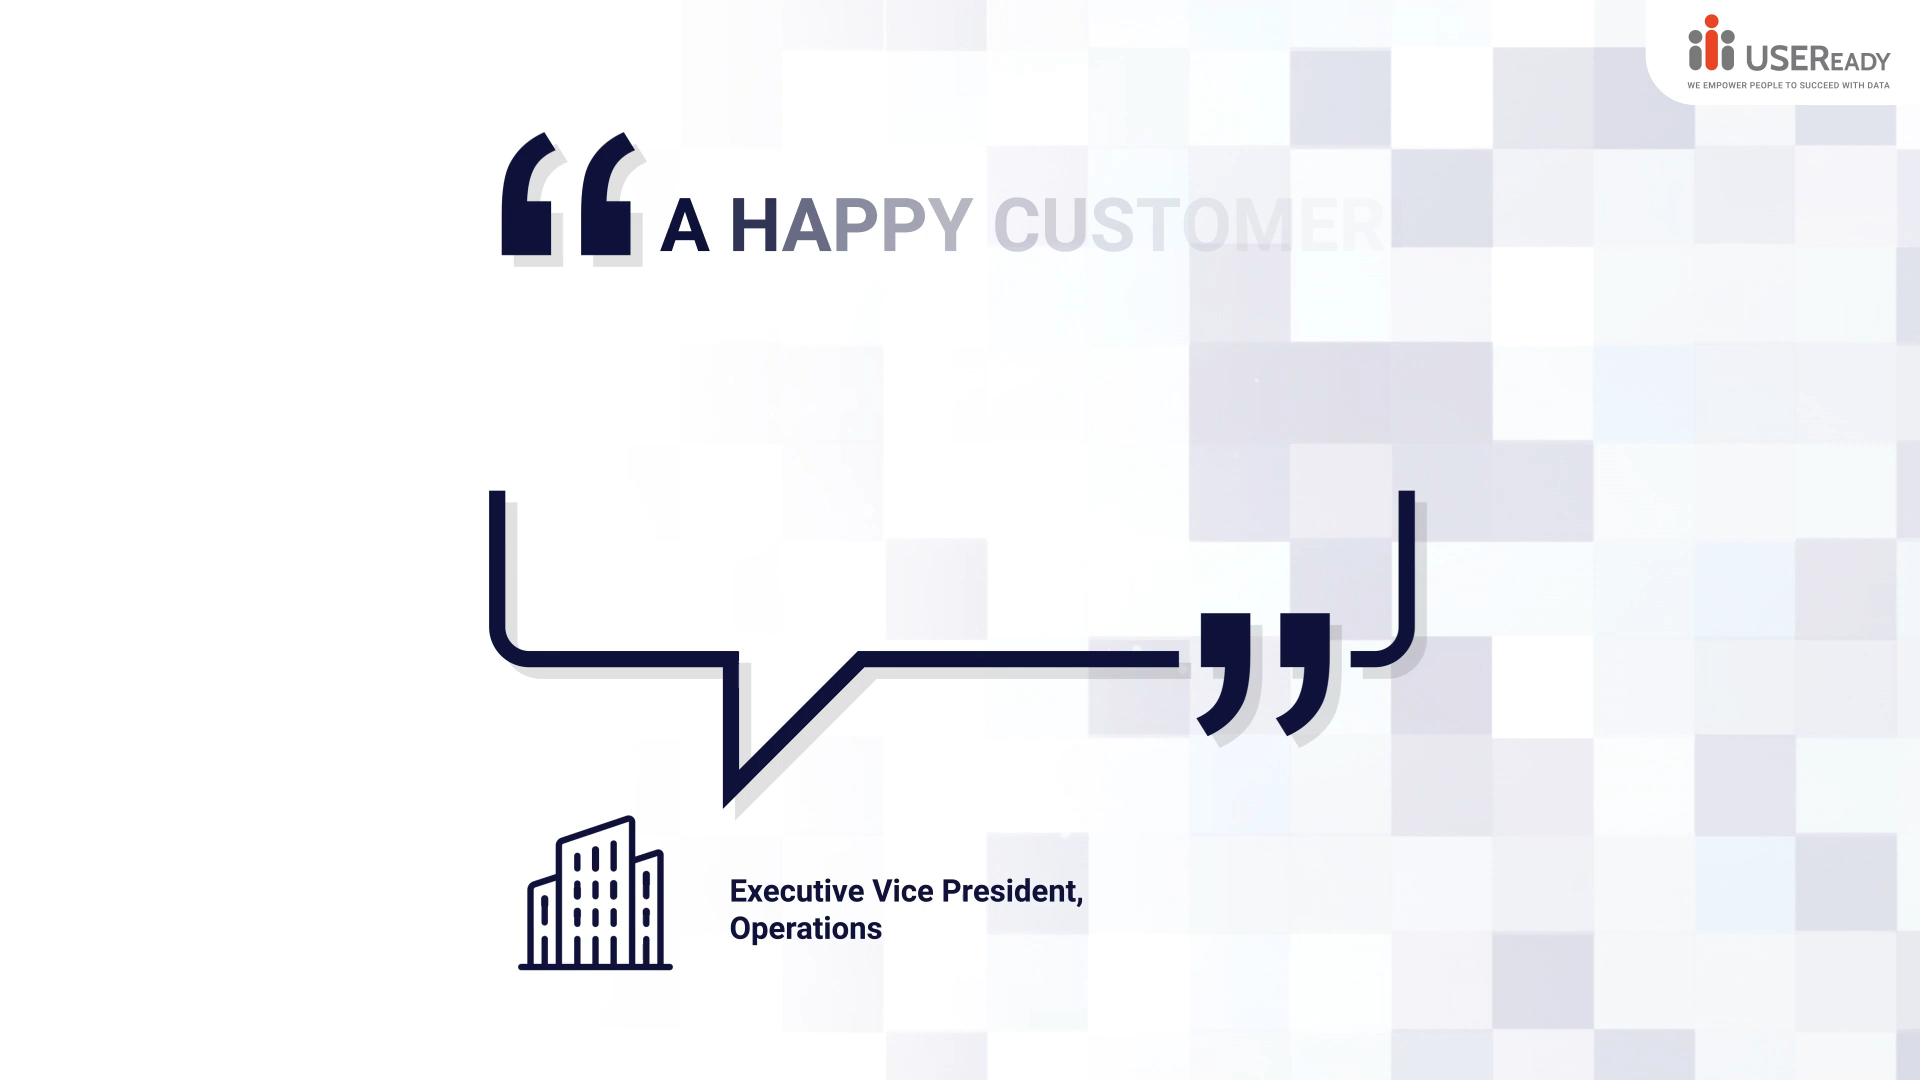 USEREADY
WE EMPOWER PEOPLE TO SUCCEED WITH DATA
A HAPPY CUSTOMER
Executive Vice President,
Operations